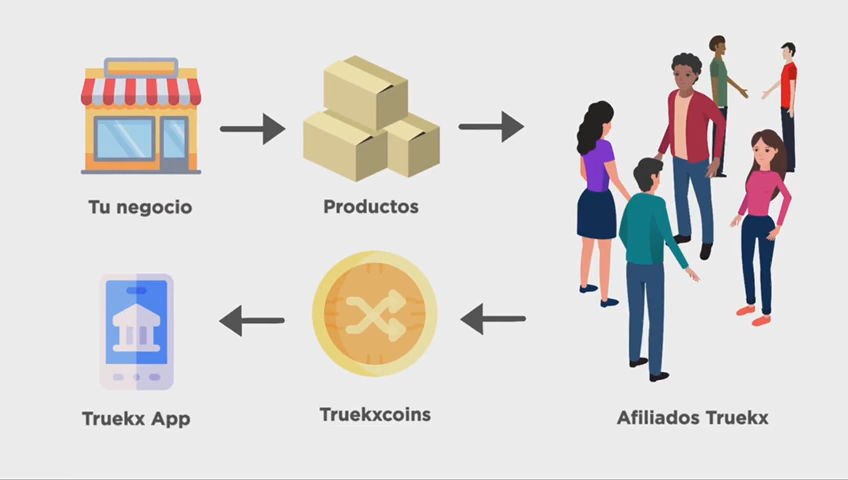 Tu negocio
Productos
Truekx App
Truekxcoins
Afiliados Truekx